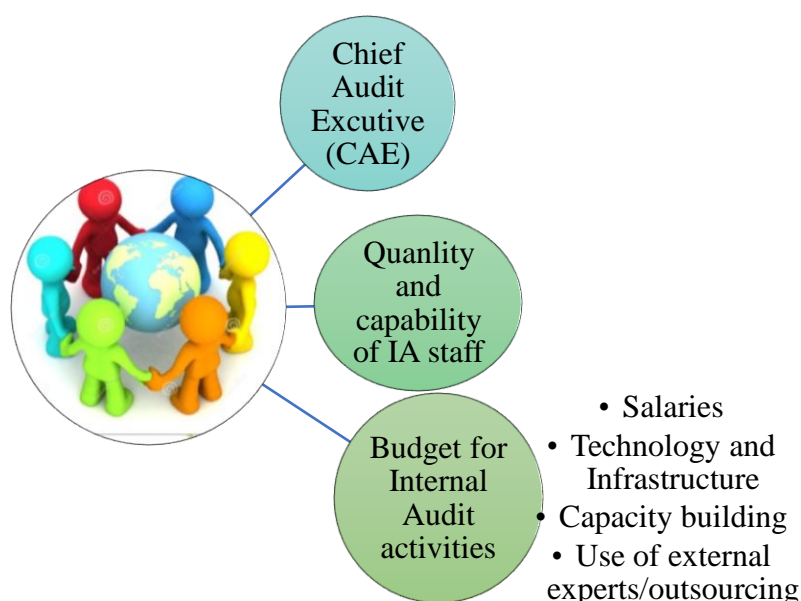 Chief
Audit
Excutive
(CAE)
Quanlity
and
capability
of IA staff
Budget for
Internal
Audit
activities
• Salaries
• Technology and
Infrastructure
• Capacity building
• Use of external
experts/outsourcing